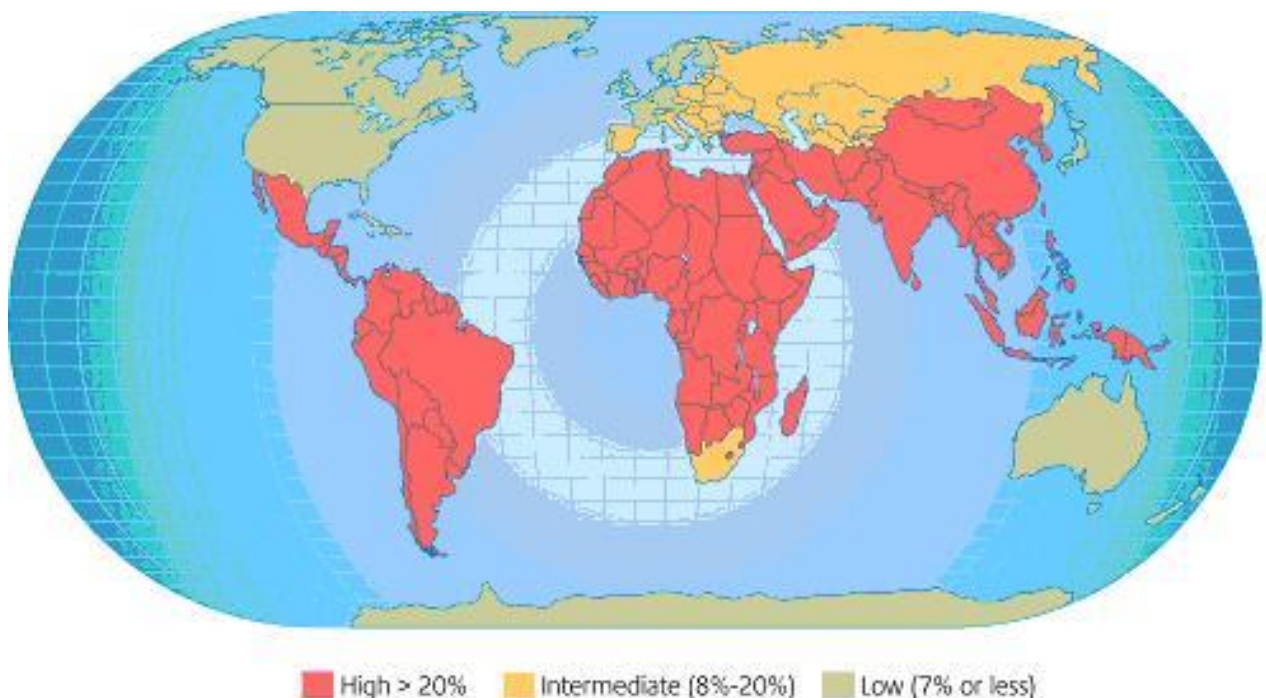 High > 20%
Intermediate (8%-20%)
Low (7% or less)